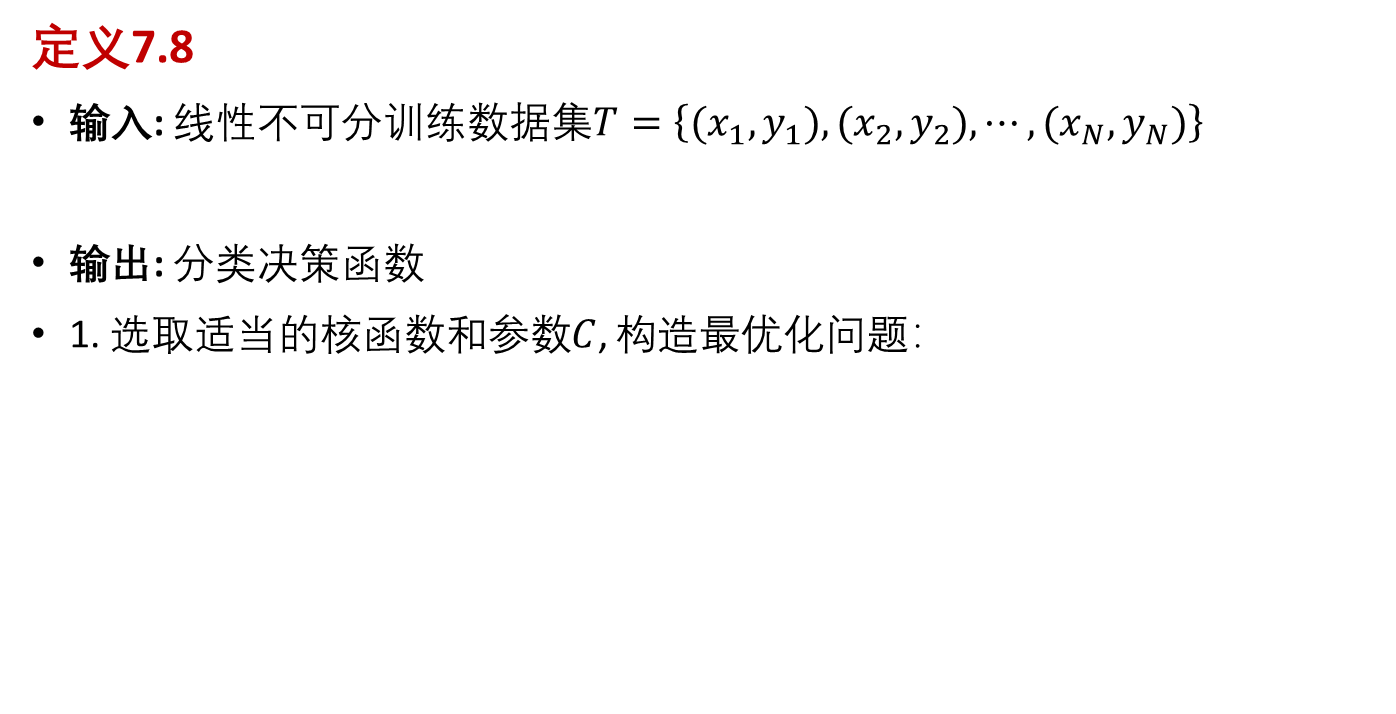 定义7.8
• 输入: 线性不可分训练数据集𝑇 = {(𝑥₁, 𝑦₁), (𝑥₂, 𝑦₂), ⋯ , (𝑥_𝑁, 𝑦_𝑁)}
• 输出: 分类决策函数
• 1. 选取适当的核函数和参数𝐶, 构造最优化问题：